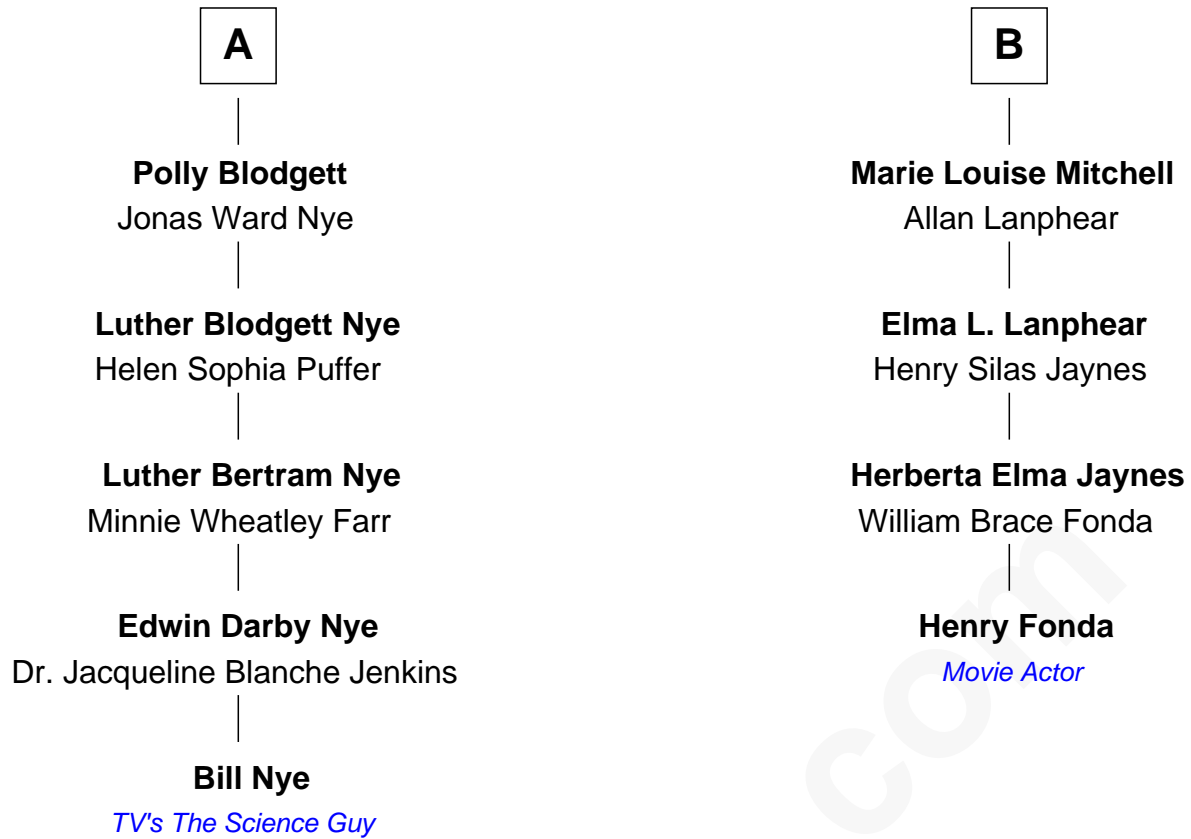 A
Polly Blodgett
Jonas Ward Nye
Luther Blodgett Nye
Helen Sophia Puffer
Luther Bertram Nye
Minnie Wheatley Farr
Edwin Darby Nye
Dr. Jacqueline Blanche Jenkins
Bill Nye
TV's The Science Guy
B
Marie Louise Mitchell
Allan Lanphear
Elma L. Lanphear
Henry Silas Jaynes
Herberta Elma Jaynes
William Brace Fonda
Henry Fonda
Movie Actor
com